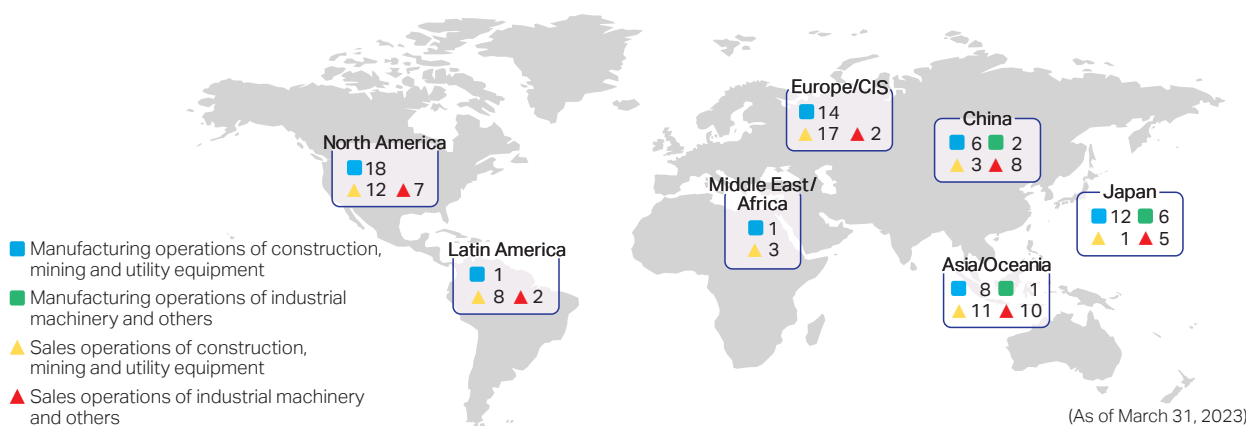 North America
18
12 7
Latin America
1
8 2
Europe/CIS
14
17 2
Middle East/
Africa
1
3
China
6 2
3 8
Japan
12 6
1 5
Asia/Oceania
8 1
11 10
Manufacturing operations of construction,
mining and utility equipment
Manufacturing operations of industrial
machinery and others
Sales operations of construction,
mining and utility equipment
Sales operations of industrial machinery
and others
(As of March 31, 2023)